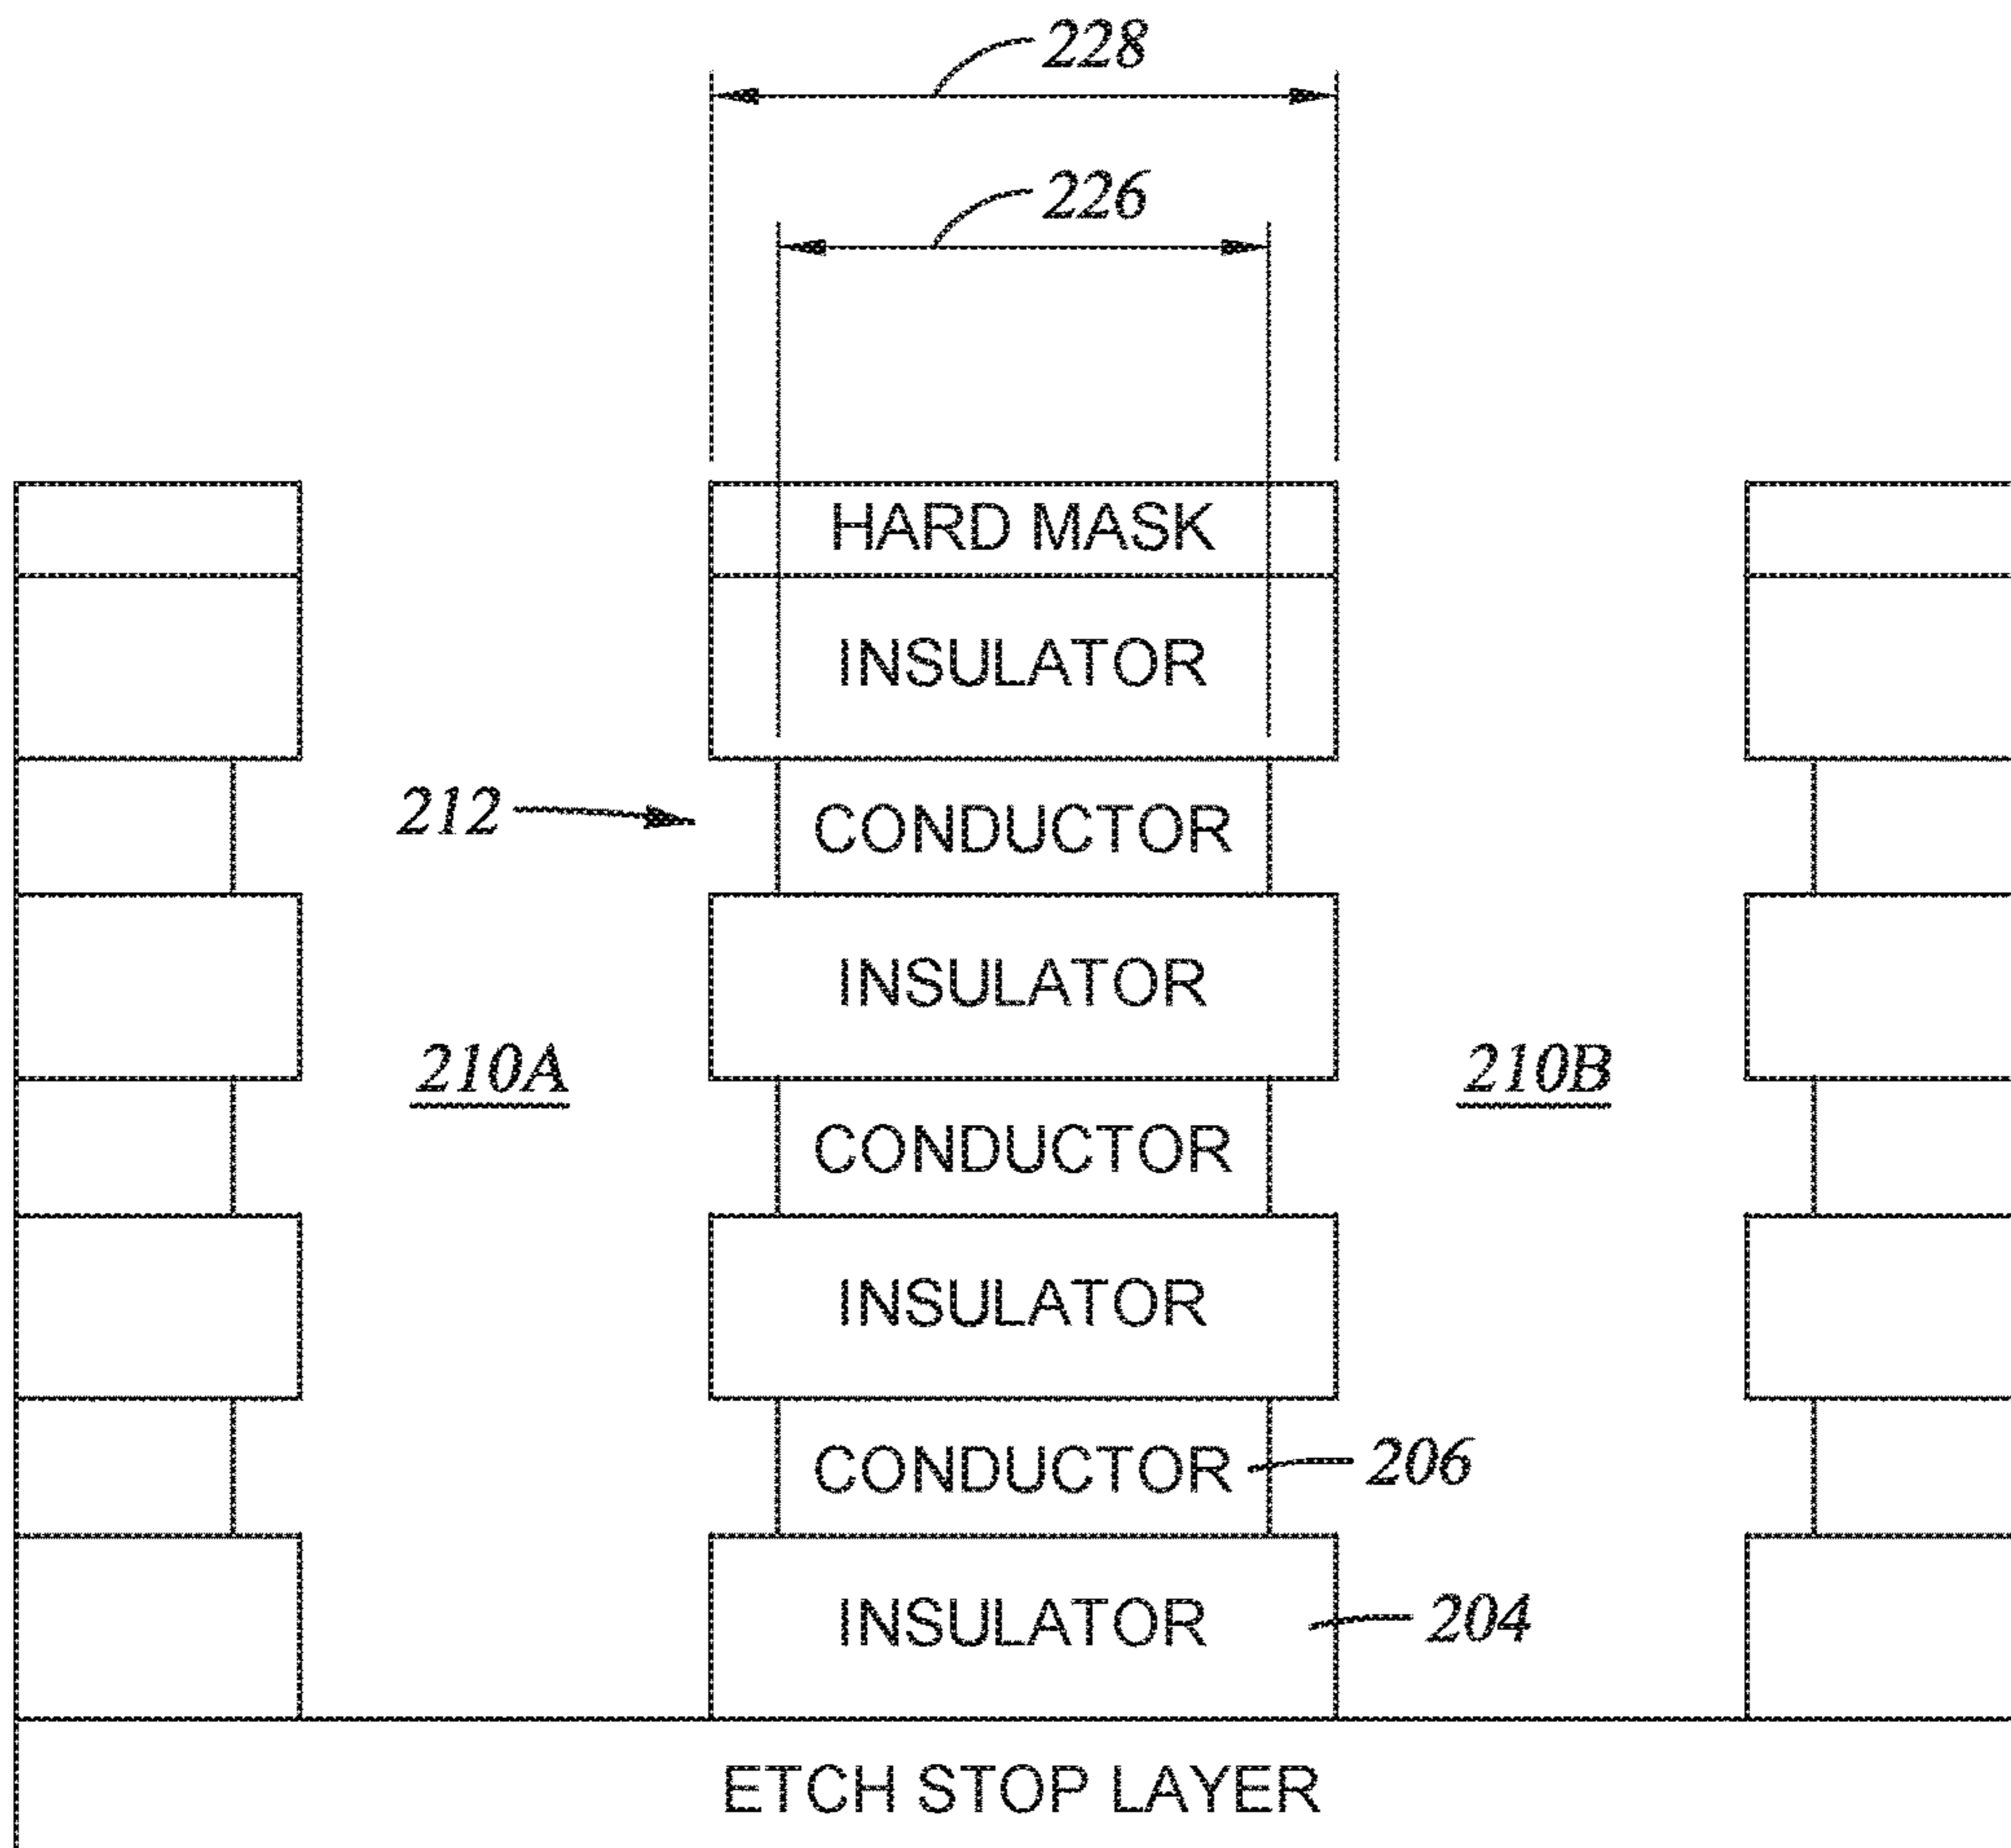 228
226
HARD MASK
INSULATOR
212
CONDUCTOR
INSULATOR
210A
210B
CONDUCTOR
INSULATOR
CONDUCTOR
206
INSULATOR
204
ETCH STOP LAYER